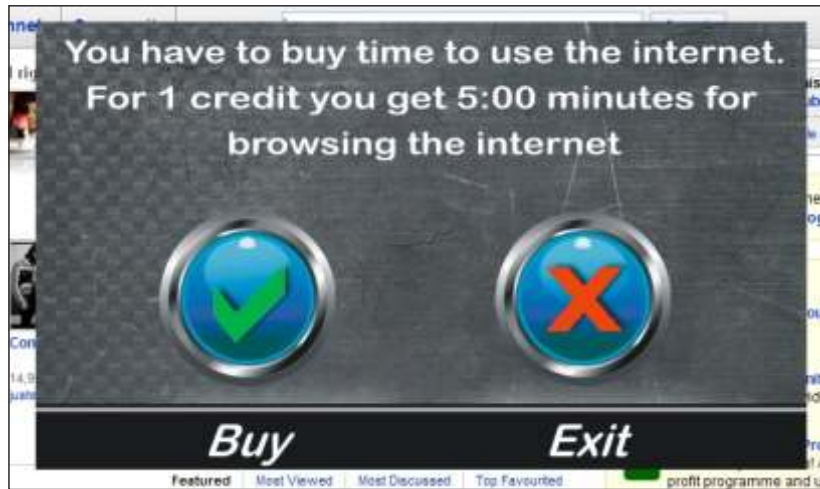 You have to buy time to use the internet.
For 1 credit you get 5:00 minutes for
browsing the internet
Buy
Exit
Featured
Most Viewed
Most Discussed
Top Favourited
profit programme and u